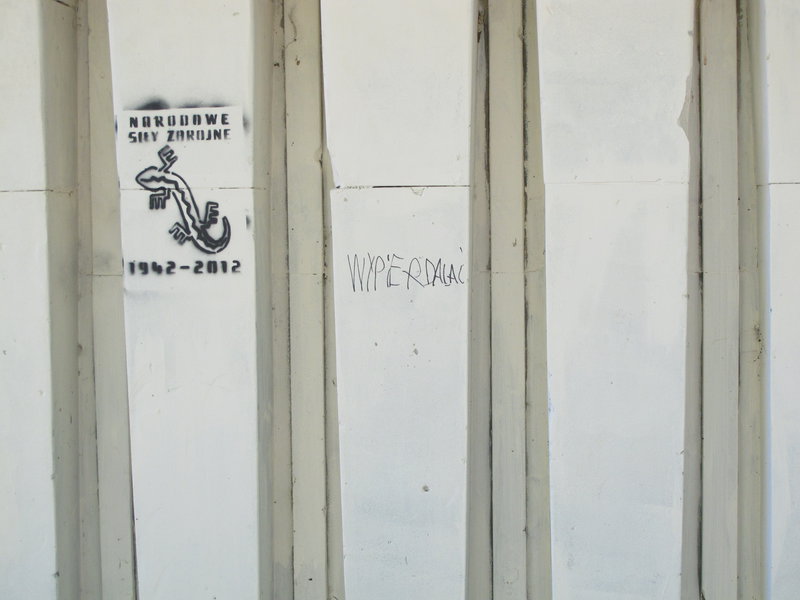 NARODOWE
SIŁY ZBROJNE
1942-2012
WYPIERDALAĆ